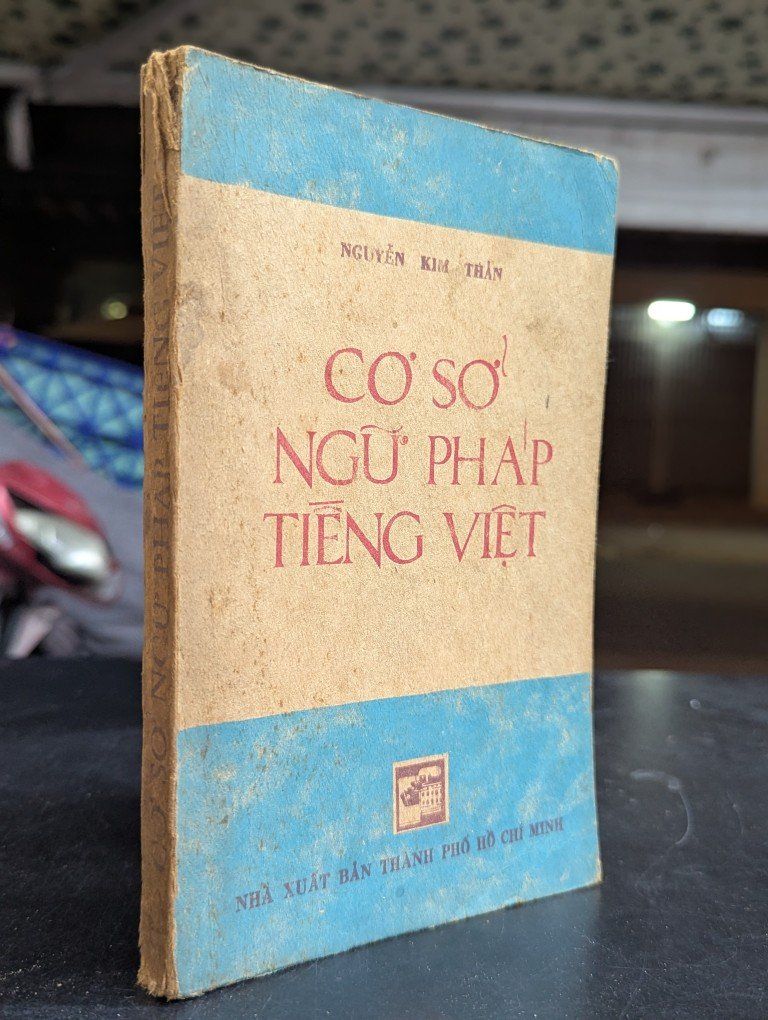 NGUYỄN KIM THẢN
CƠ SỞ
NGỮ PHÁP
TIẾNG VIỆT
NHÀ XUẤT BẢN THÀNH PHỐ HỒ CHÍ MINH
CƠ SỞ NGỮ PHÁP TIẾNG VIỆT